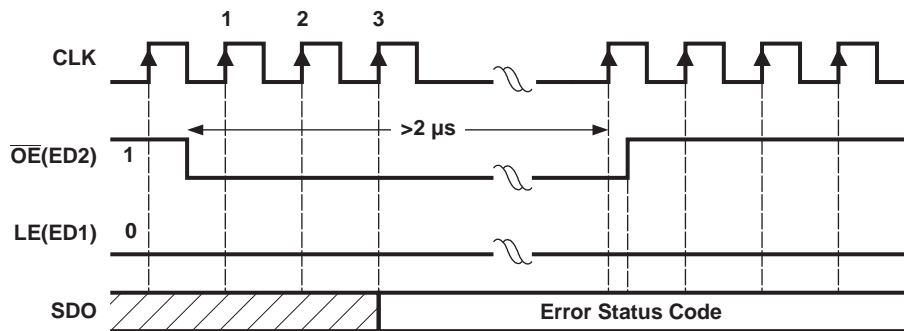 1 2 3
CLK
>2 µs
OE(ED2) 1
LE(ED1) 0
SDO Error Status Code